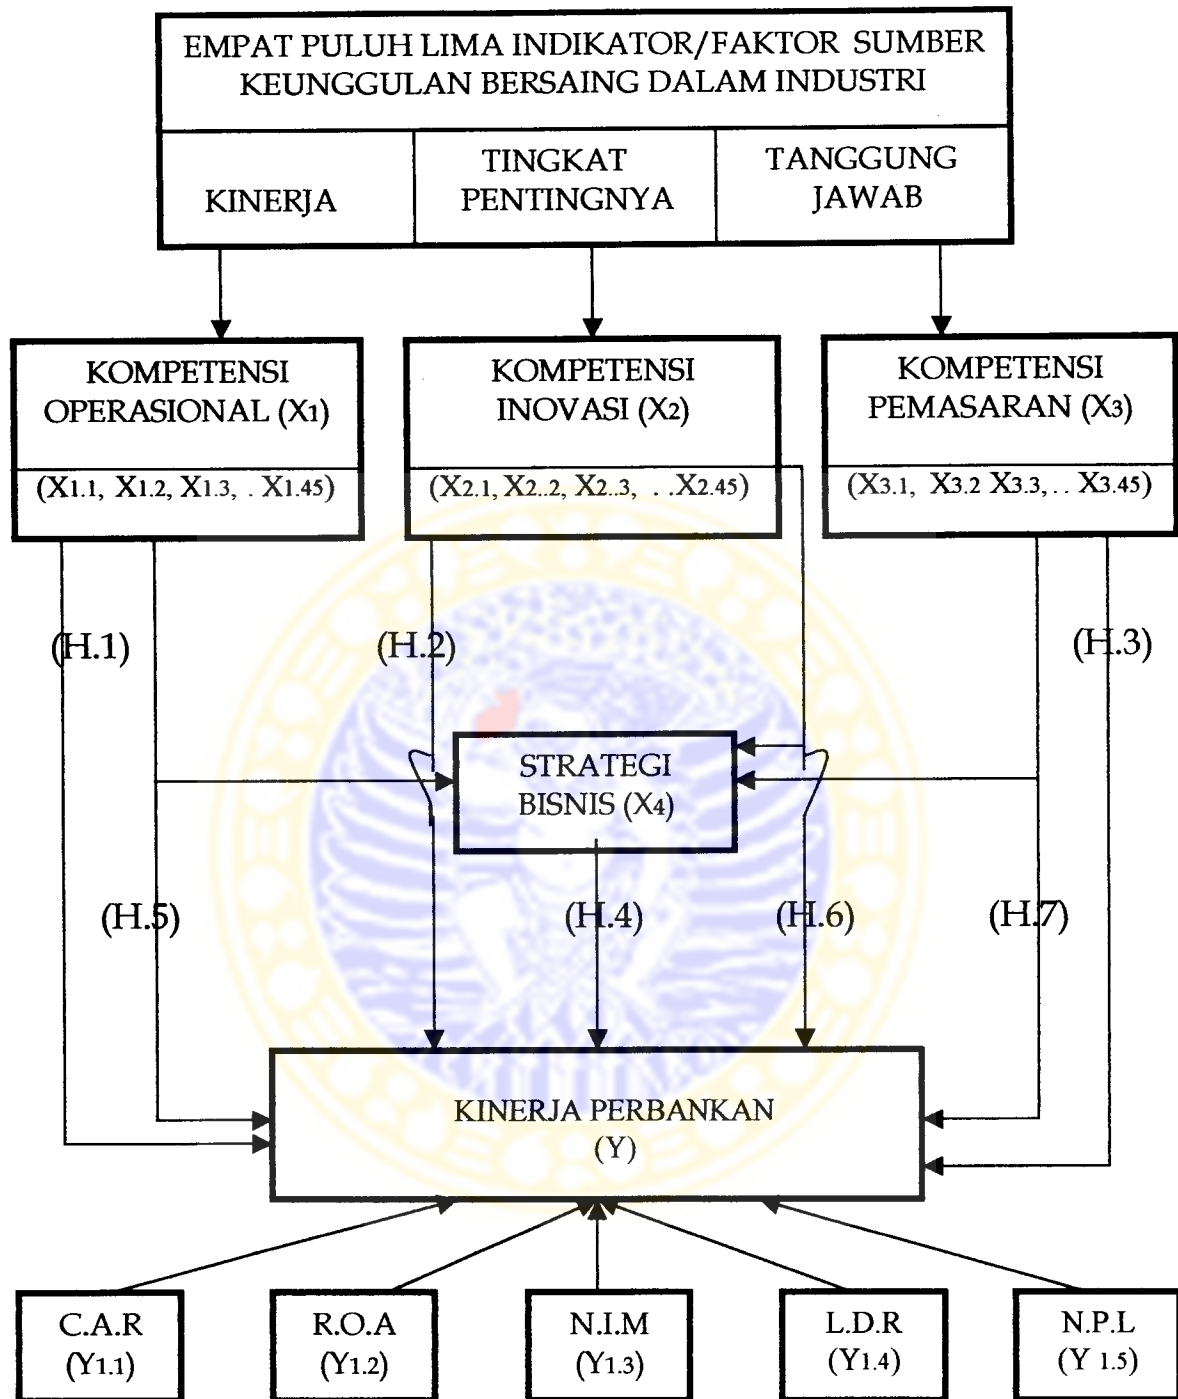 EMPAT PULUH LIMA INDIKATOR/FAKTOR SUMBER
KEUNGGULAN BERSAING DALAM INDUSTRI
KINERJA
TINGKAT
PENTINGNYA
TANGGUNG
JAWAB
KOMPETENSI
OPERASIONAL (X1)
(X1.1, X1.2, X1.3, . X1.45)
KOMPETENSI
INOVASI (X2)
(X2.1, X2..2, X2..3, . .X2.45)
KOMPETENSI
PEMASARAN (X3)
(X3.1, X3.2 X3.3, . . X3.45)
(H.1)
(H.2)
(H.3)
STRATEGI
BISNIS (X4)
(H.5)
(H.4)
(H.6)
(H.7)
KINERJA PERBANKAN
(Y)
C.A.R
(Y1.1)
R.O.A
(Y1.2)
N.I.M
(Y1.3)
L.D.R
(Y1.4)
N.P.L
(Y 1.5)